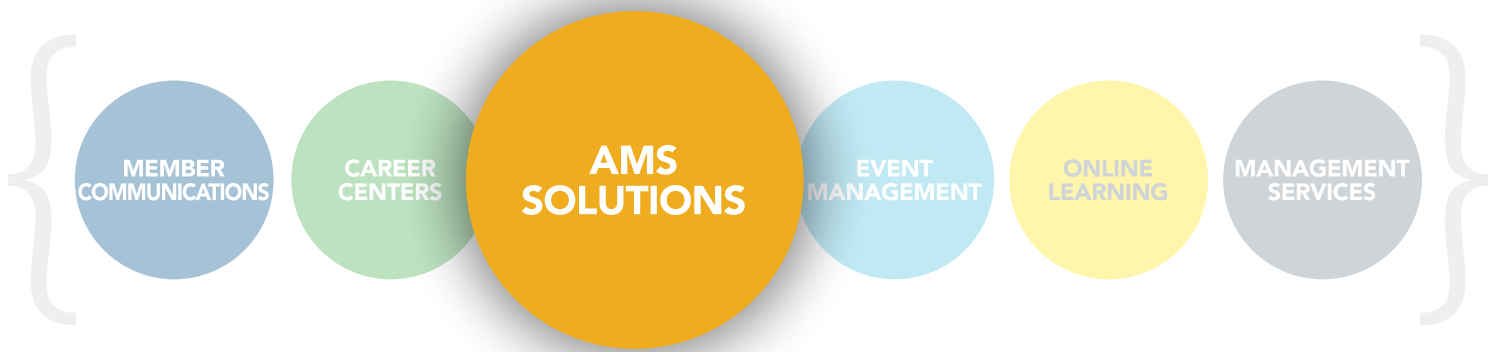 MEMBER
COMMUNICATIONS
CAREER
CENTERS
AMS
SOLUTIONS
EVENT
MANAGEMENT
ONLINE
LEARNING
MANAGEMENT
SERVICES